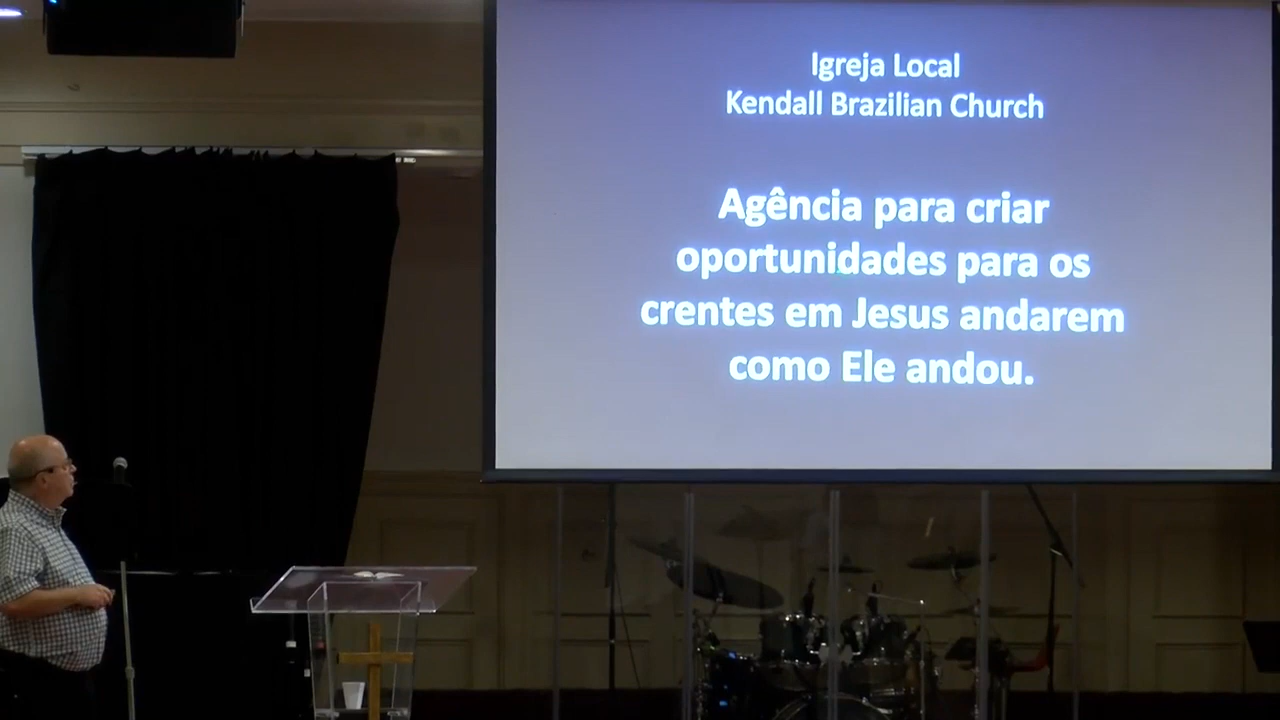 Igreja Local
Kendall Brazilian Church
Agência para criar
oportunidades para os
crentes em Jesus andarem
como Ele andou.